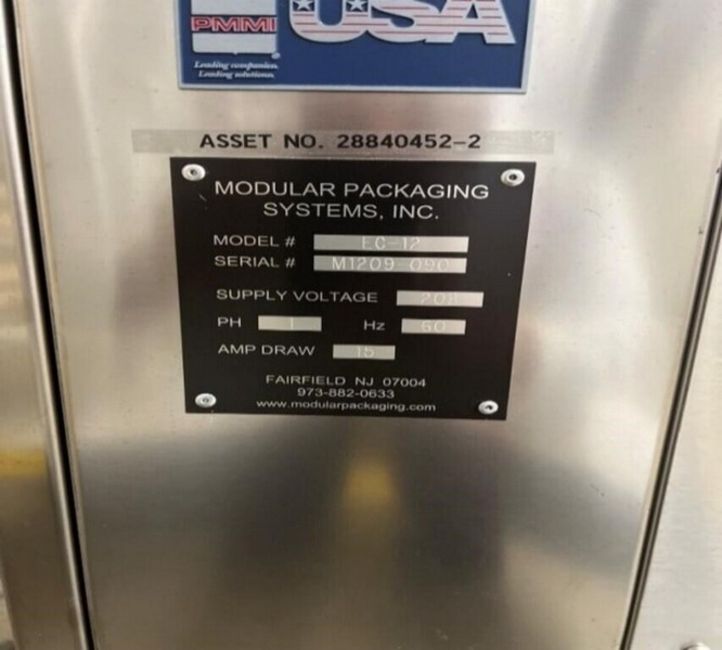 PMMI
USA
Leading companies.
Leading solutions.
ASSET NO. 28840452-2
MODULAR PACKAGING
SYSTEMS, INC.
MODEL # EC-12
SERIAL # M1209-090
SUPPLY VOLTAGE 208
PH 1 Hz 60
AMP DRAW 15
FAIRFIELD NJ 07004
973-882-0633
www.modularpackaging.com